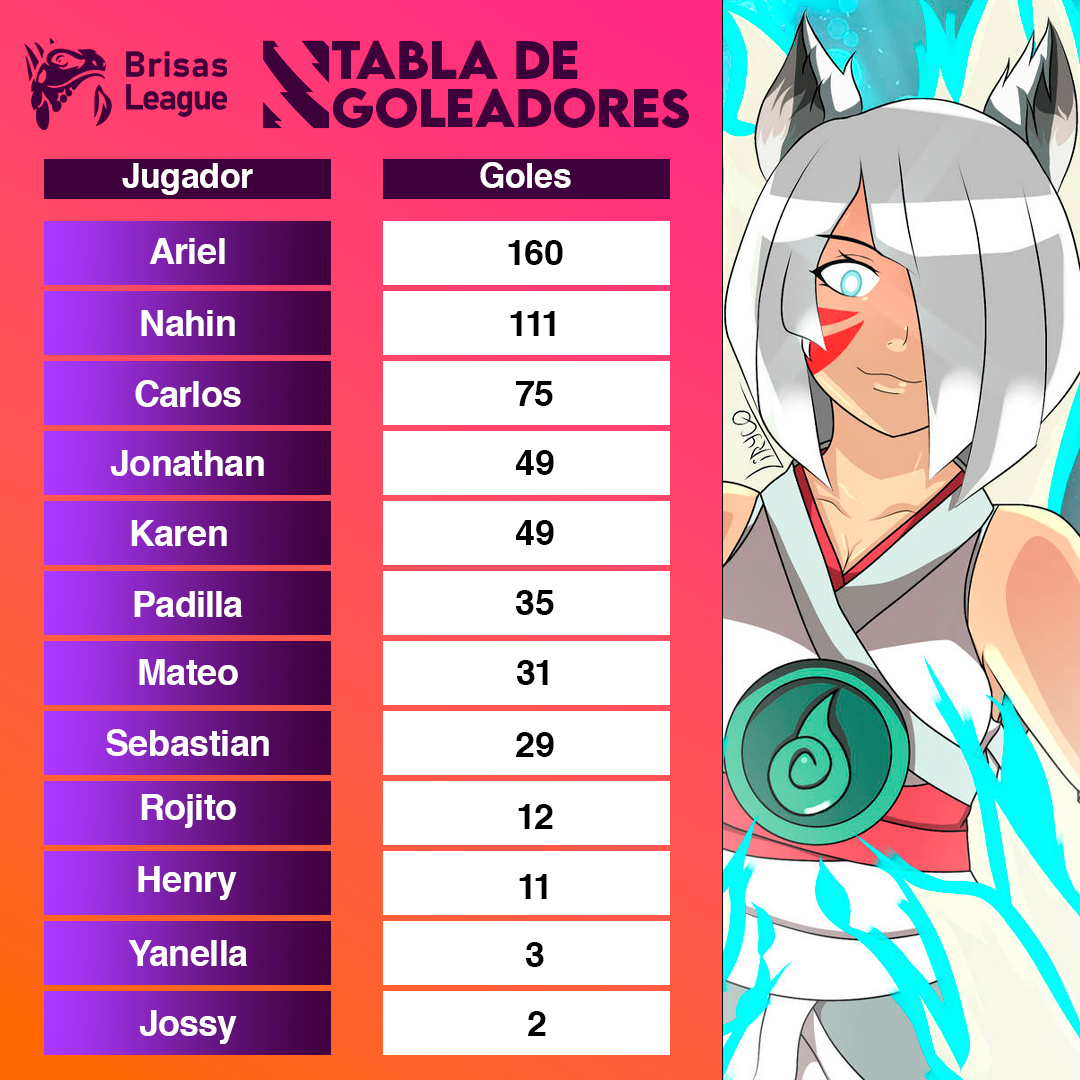 Brisas
League
TABLA DE
GOLEADORES
Jugador Goles
Ariel 160
Nahin 111
Carlos 75
Jonathan 49
Karen 49
Padilla 35
Mateo 31
Sebastian 29
Rojito 12
Henry 11
Yanella 3
Jossy 2